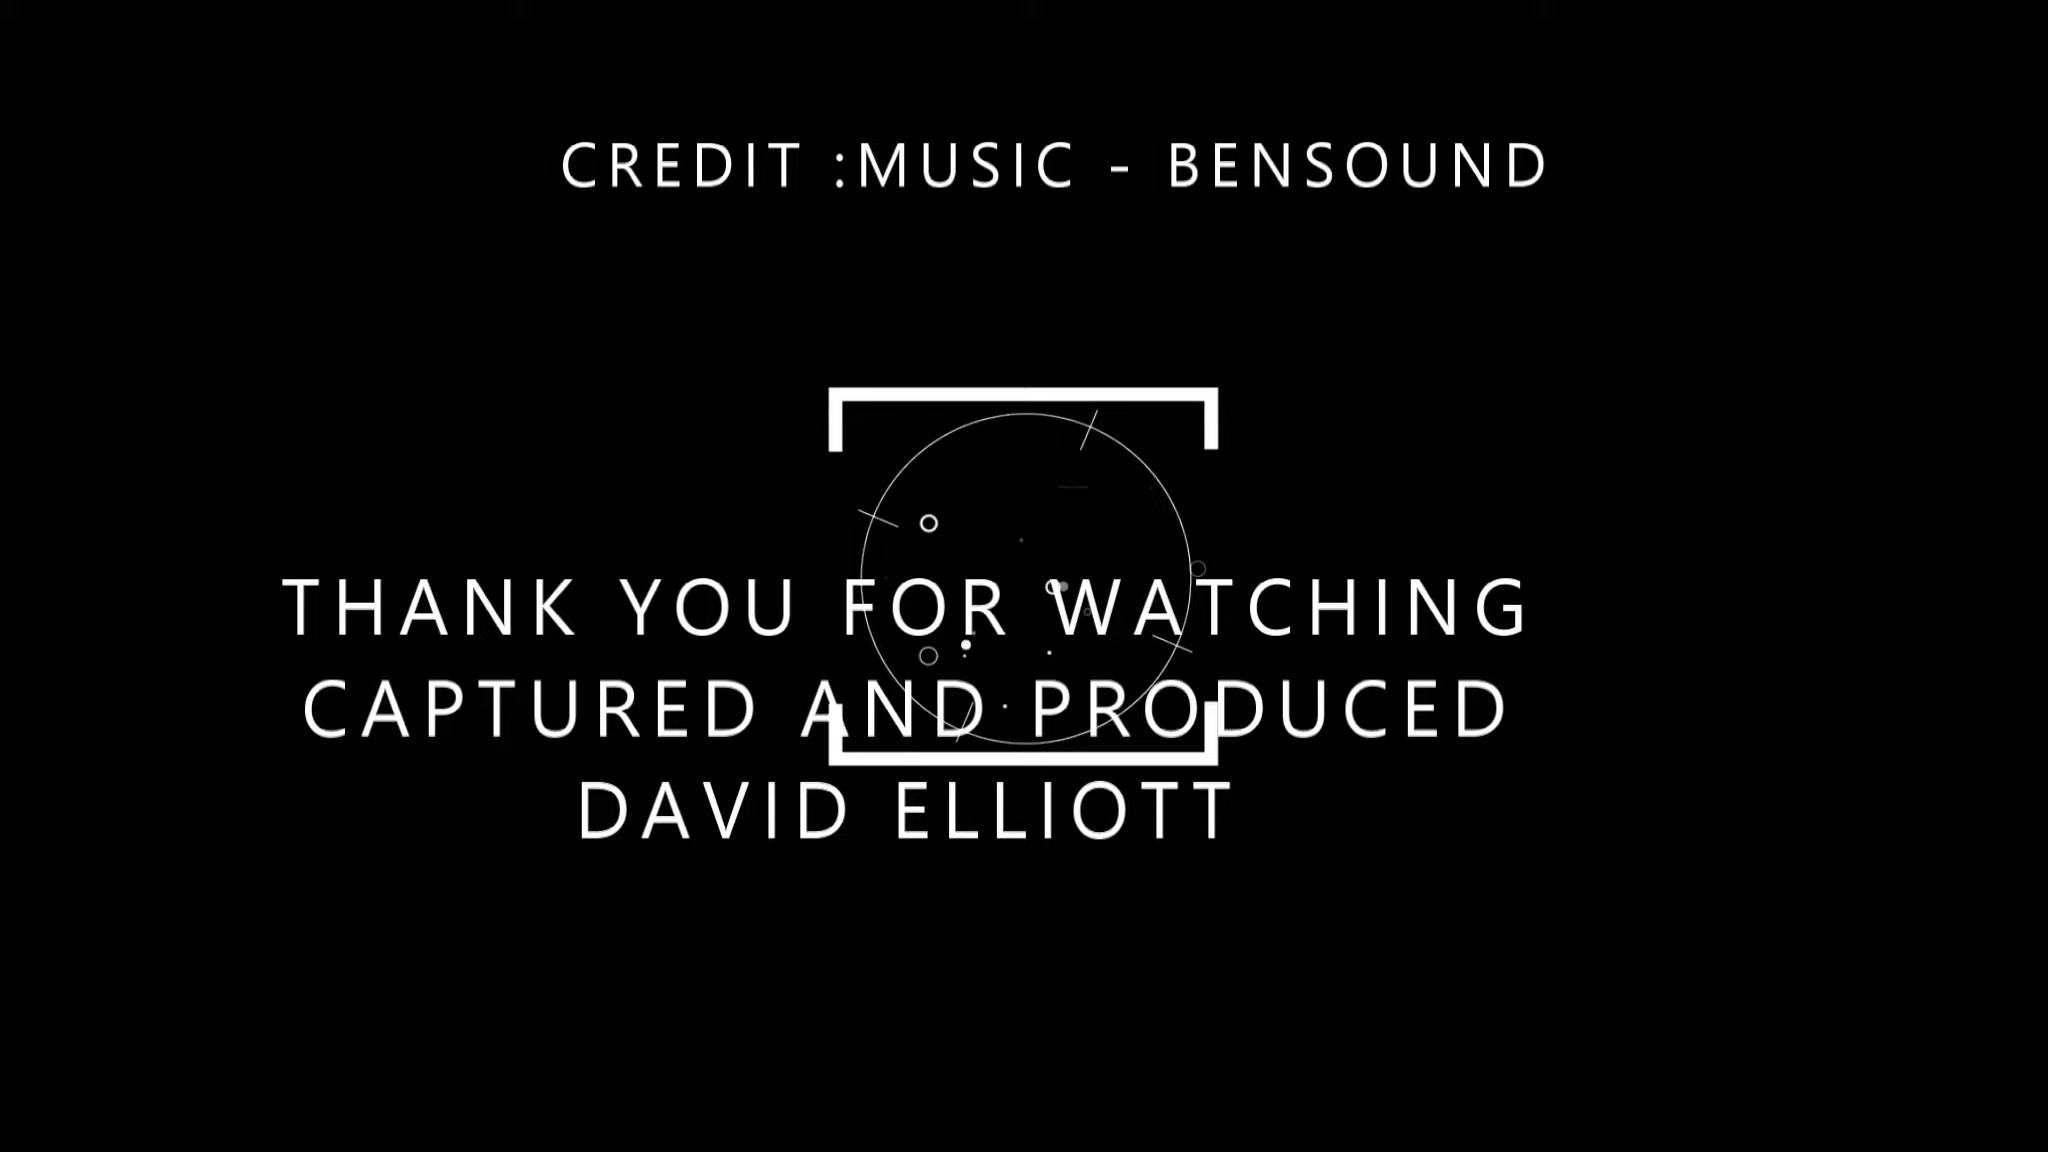 CREDIT :MUSIC - BENSOUND
THANK YOU FOR WATCHING
CAPTURED AND PRODUCED
DAVID ELLIOTT